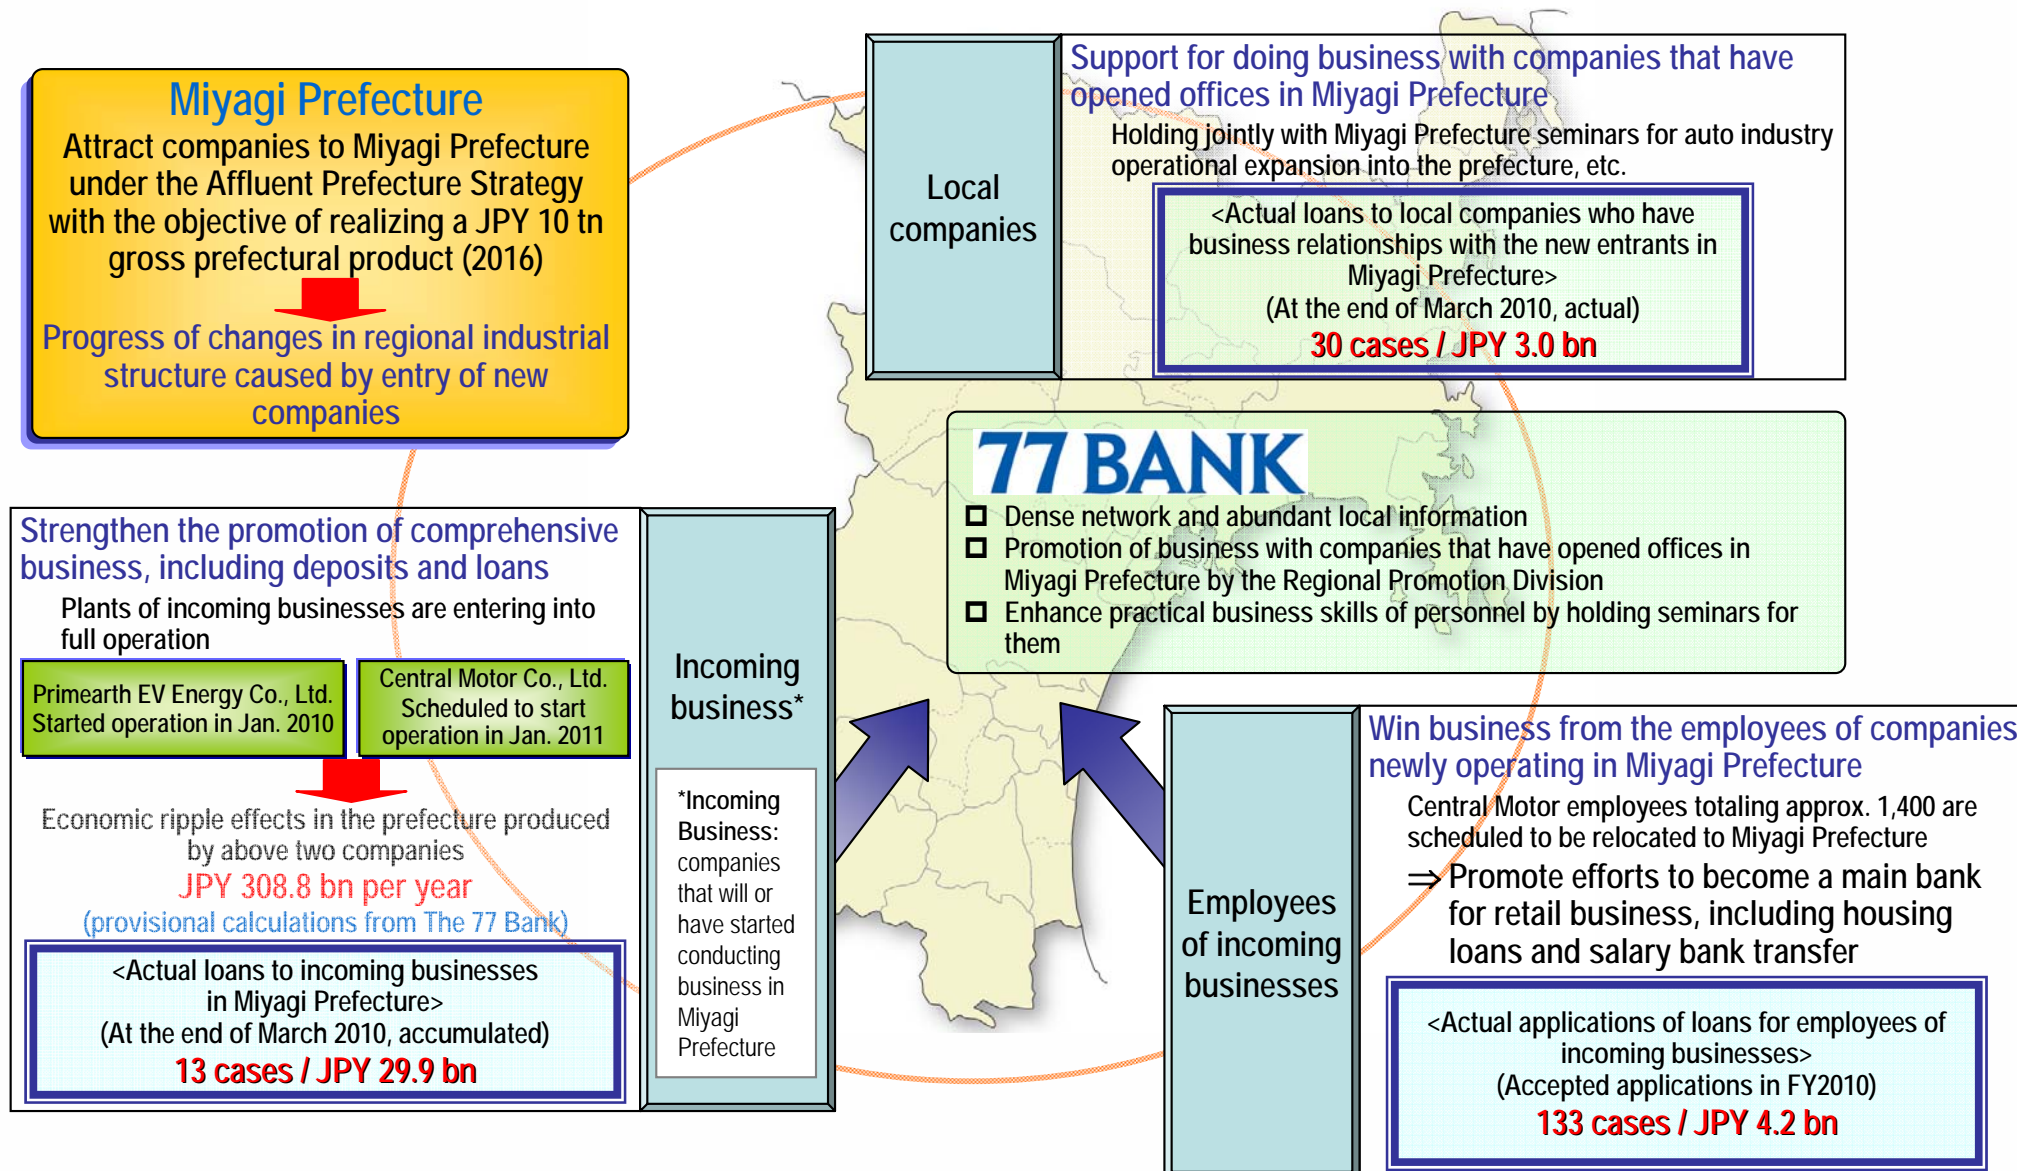 Miyagi Prefecture
Attract companies to Miyagi Prefecture
under the Affluent Prefecture Strategy
with the objective of realizing a JPY 10 tn
gross prefectural product (2016)
Progress of changes in regional industrial
structure caused by entry of new
companies
Local
companies
Support for doing business with companies that have
opened offices in Miyagi Prefecture
Holding jointly with Miyagi Prefecture seminars for auto industry
operational expansion into the prefecture, etc.
<Actual loans to local companies who have
business relationships with the new entrants in
Miyagi Prefecture>
(At the end of March 2010, actual)
30 cases / JPY 3.0 bn
77 BANK
Dense network and abundant local information
Promotion of business with companies that have opened offices in
Miyagi Prefecture by the Regional Promotion Division
Enhance practical business skills of personnel by holding seminars for
them
Strengthen the promotion of comprehensive
business, including deposits and loans
Plants of incoming businesses are entering into
full operation
Primearth EV Energy Co., Ltd.
Started operation in Jan. 2010
Central Motor Co., Ltd.
Scheduled to start
operation in Jan. 2011
Economic ripple effects in the prefecture produced
by above two companies
JPY 308.8 bn per year
(provisional calculations from The 77 Bank)
<Actual loans to incoming businesses
in Miyagi Prefecture>
(At the end of March 2010, accumulated)
13 cases / JPY 29.9 bn
Incoming
business*
*Incoming
Business:
companies
that will or
have started
conducting
business in
Miyagi
Prefecture
Employees
of incoming
businesses
Win business from the employees of companies
newly operating in Miyagi Prefecture
Central Motor employees totaling approx. 1,400 are
scheduled to be relocated to Miyagi Prefecture
⇒ Promote efforts to become a main bank
for retail business, including housing
loans and salary bank transfer
<Actual applications of loans for employees of
incoming businesses>
(Accepted applications in FY2010)
133 cases / JPY 4.2 bn